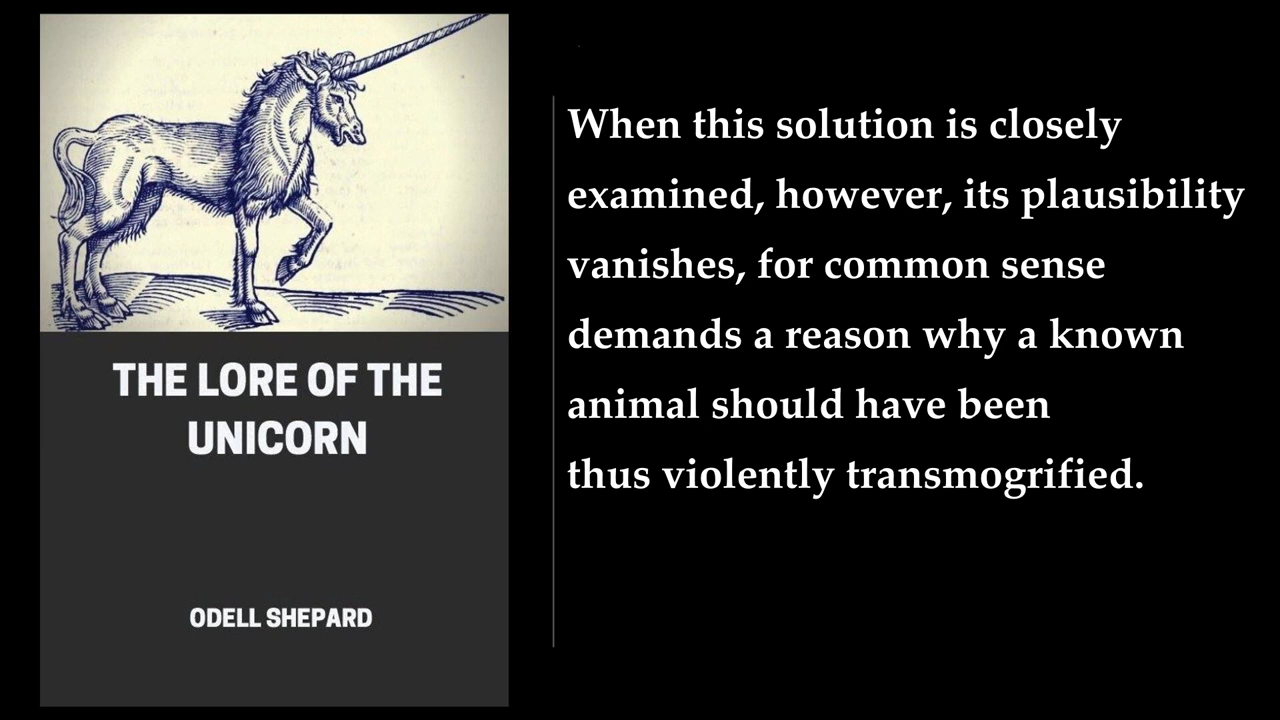 THE LORE OF THE
UNICORN
ODELL SHEPARD
When this solution is closely
examined, however, its plausibility
vanishes, for common sense
demands a reason why a known
animal should have been
thus violently transmogrified.